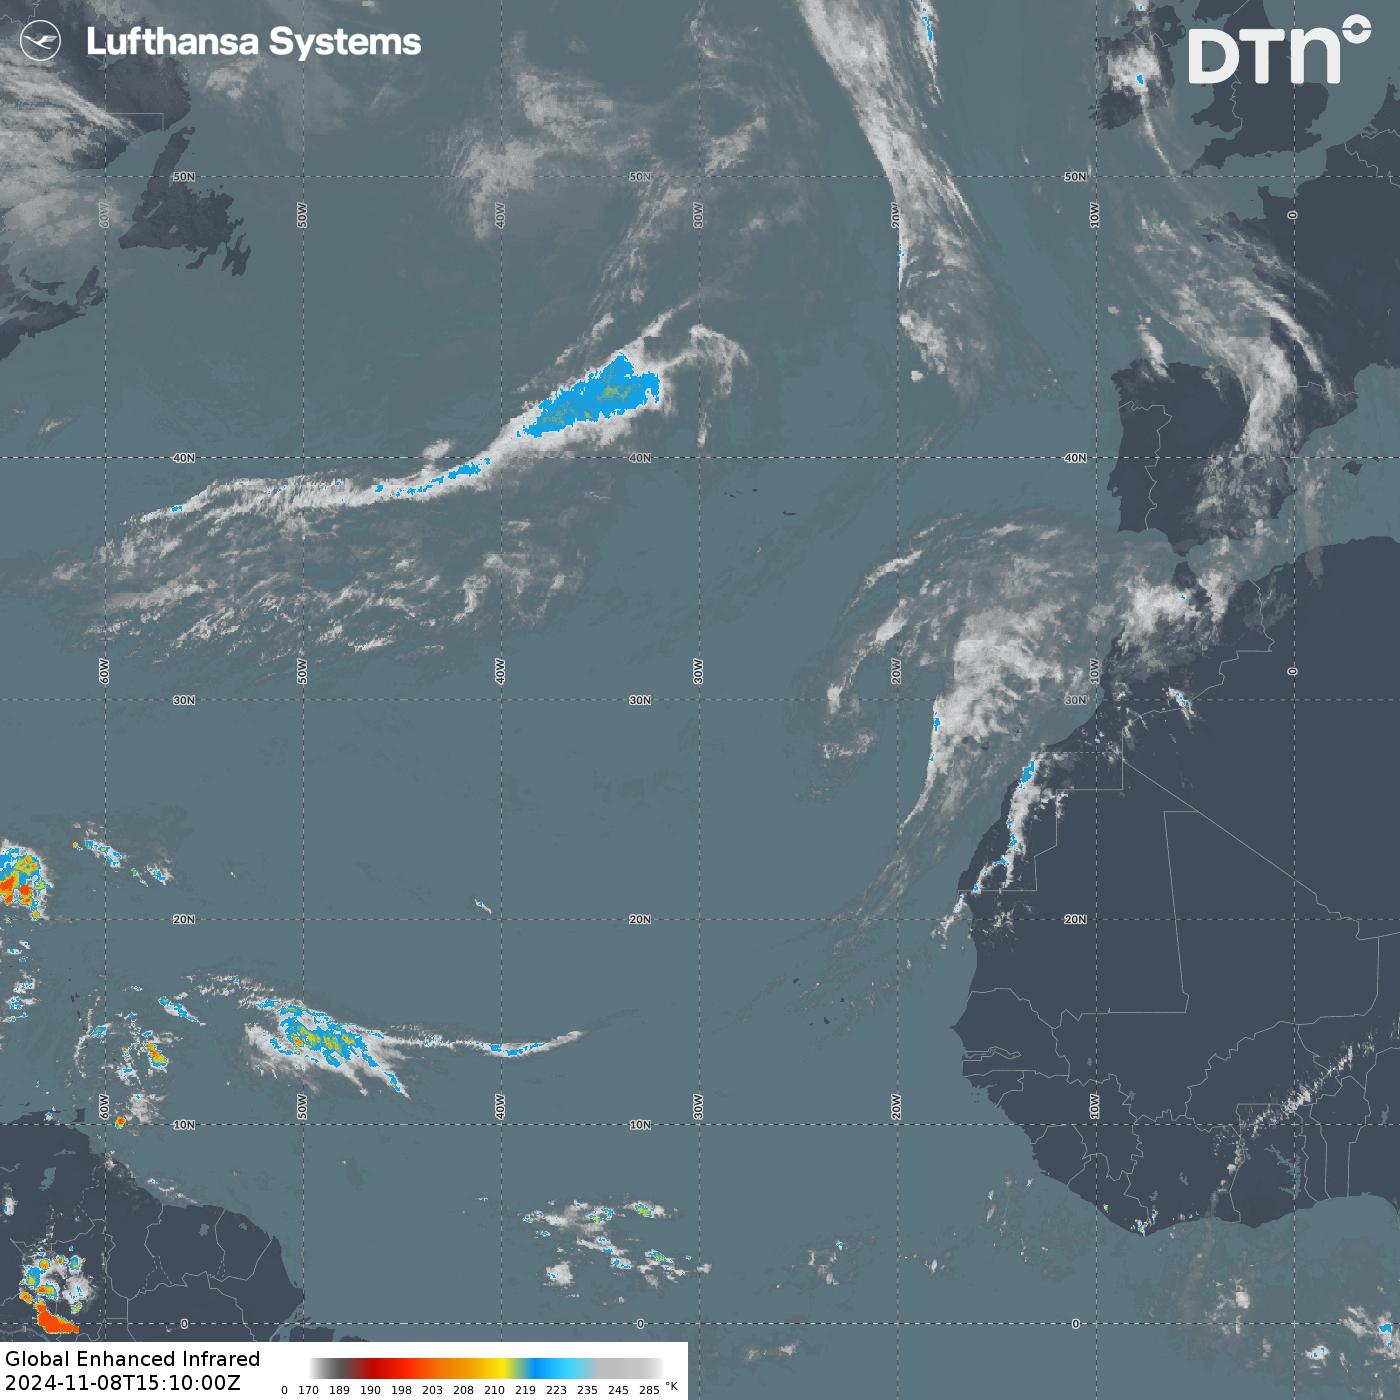 Lufthansa Systems
DTN
50N 50N 50N
60W 50W 40W 30W 20W 10W 0
40N 40N 40N
60W 50W 40W 30W 20W 10W 0
30N 30N 30N
20N 20N 20N
60W 50W 40W 30W 20W 10W
10N 10N
0 0 0
Global Enhanced Infrared
2024-11-08T15:10:00Z
0 170 189 190 198 203 208 210 219 223 235 245 285 °K